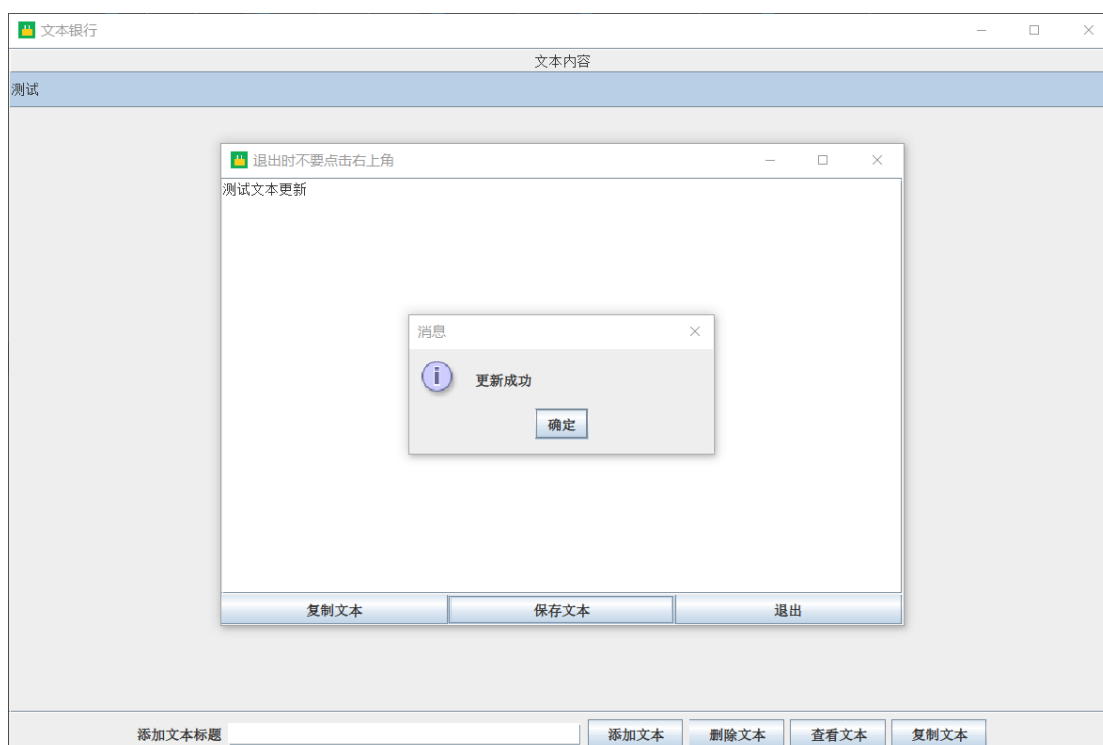 文本银行
文本内容
测试
退出时不要点击右上角
测试文本更新
消息
i 更新成功
确定
复制文本 保存文本 退出
添加文本标题 添加文本 删除文本 查看文本 复制文本